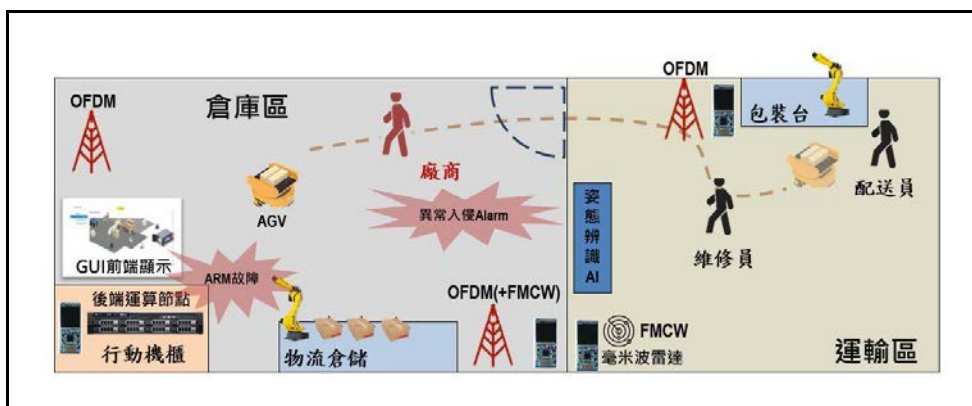 OFDM
倉庫區
廠商
AGV
異常入侵Alarm
GUI前端顯示
ARM故障
後端運算節點
行動機櫃
物流倉儲
OFDM(+FMCW)
OFDM
包裝台
配送員
維修員
姿
態
辨
識
AI
FMCW
毫米波雷達
運輸區